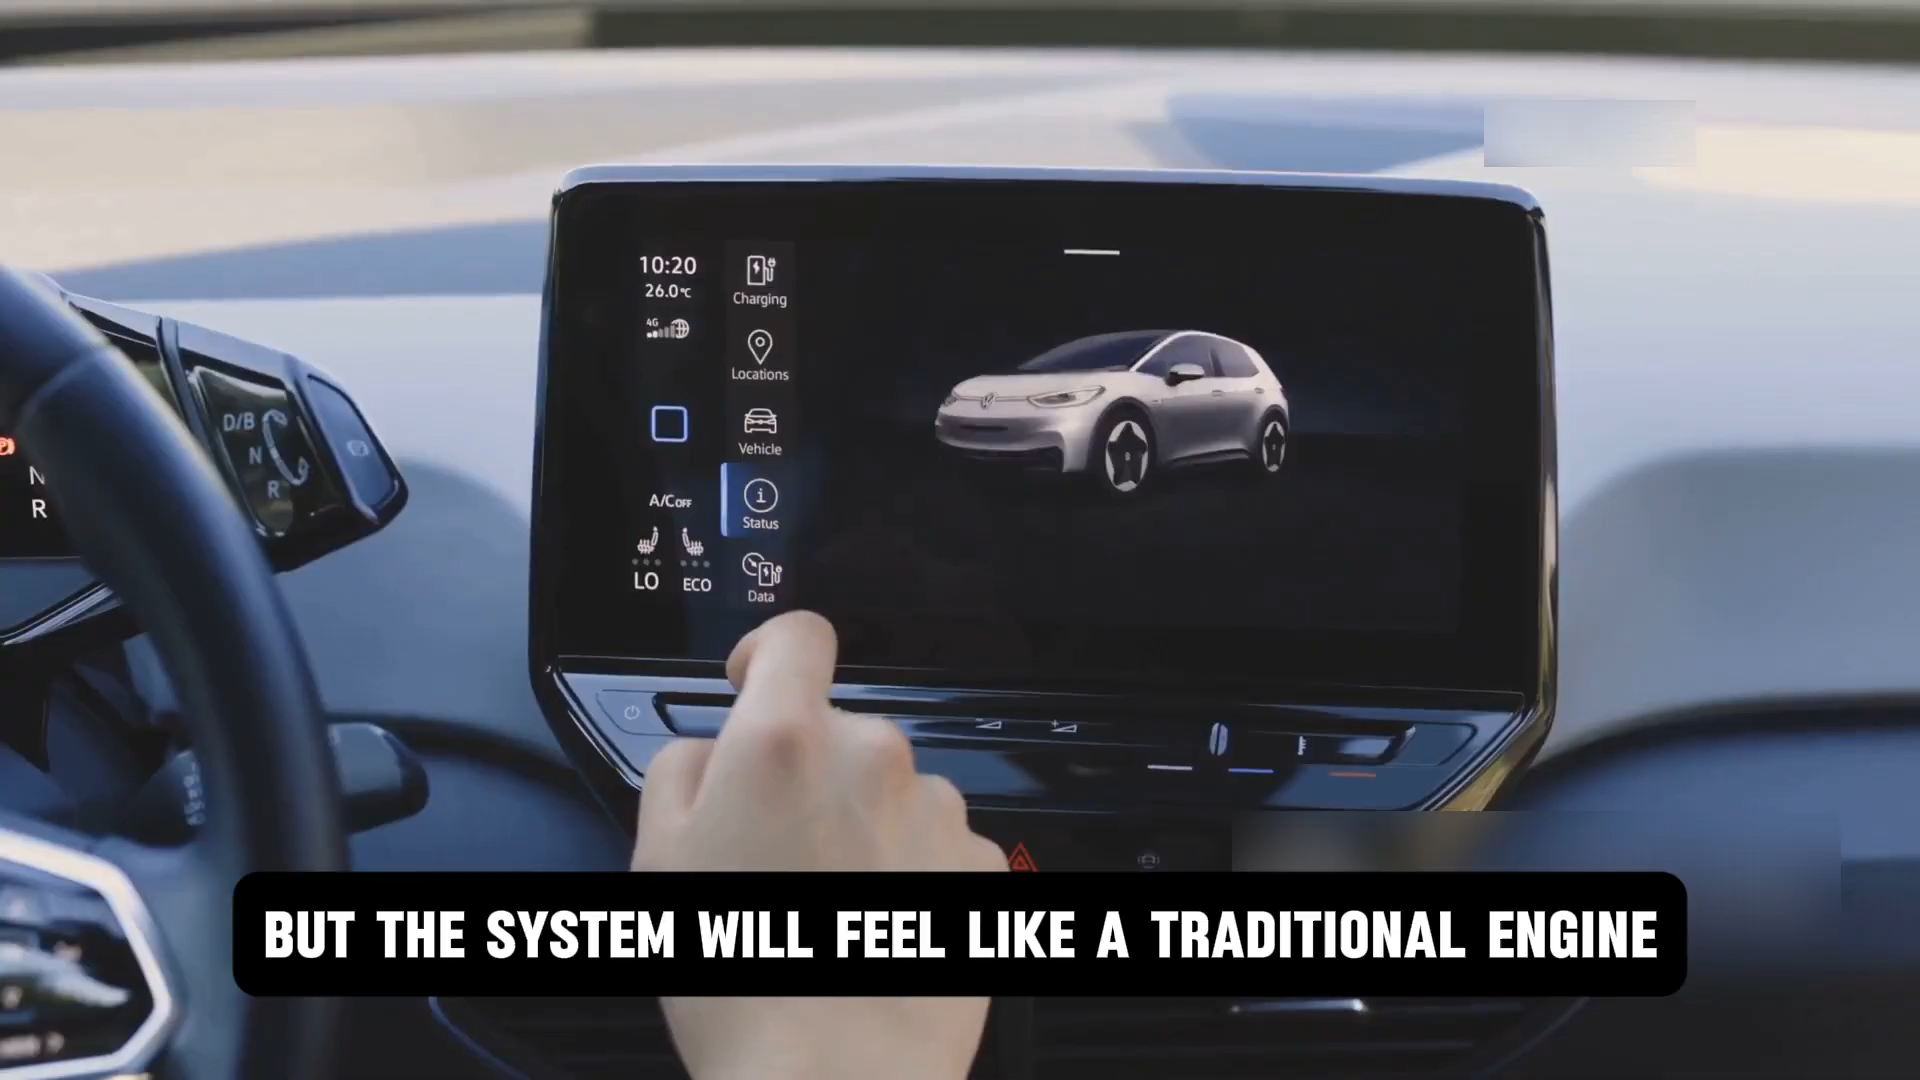 10:20
26.0°C
4G
Charging
Locations
Vehicle
A/C OFF
Status
LO
ECO
Data
D/B
N
R
N
R
BUT THE SYSTEM WILL FEEL LIKE A TRADITIONAL ENGINE